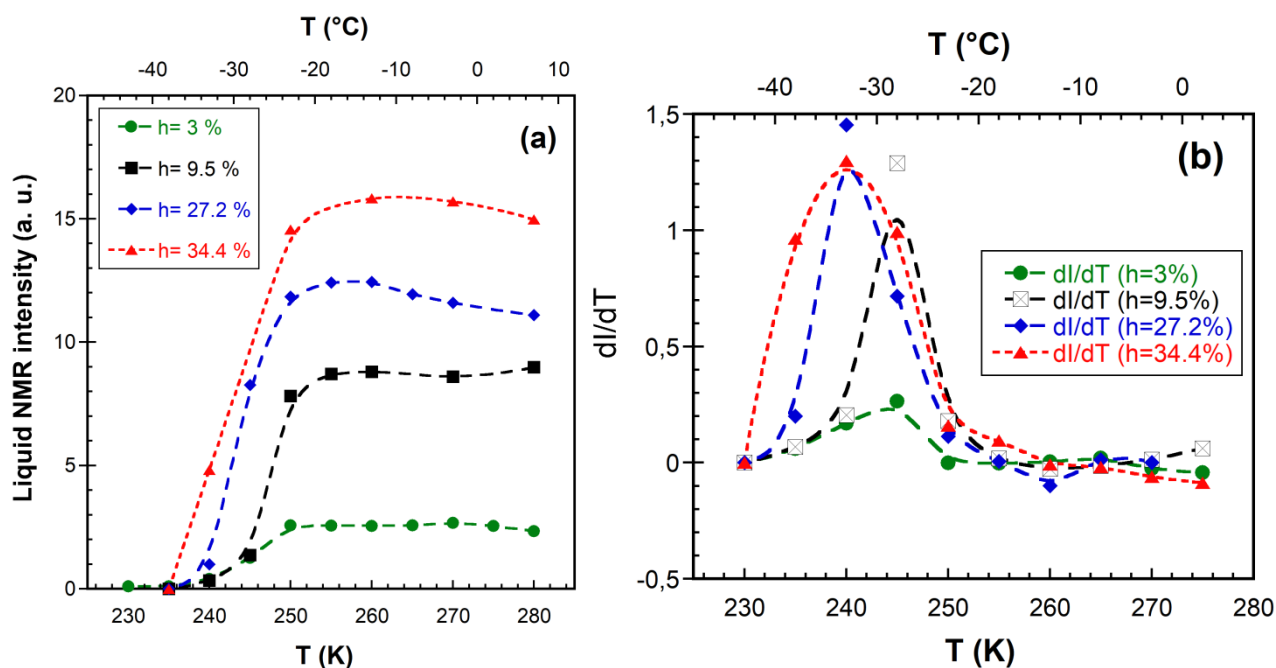 T (°C)
-40 -30 -20 -10 0 10
20
15
10
5
0
Liquid NMR intensity (a. u.)
h= 3 %
h= 9.5 %
h= 27.2 %
h= 34.4 %
(a)
230 240 250 260 270 280
T (K)
T (°C)
-40 -30 -20 -10 0
1,5
1
0,5
0
-0,5
dI/dT
(b)
dI/dT (h=3%)
dI/dT (h=9.5%)
dI/dT (h=27.2%)
dI/dT (h=34.4%)
230 240 250 260 270 280
T (K)